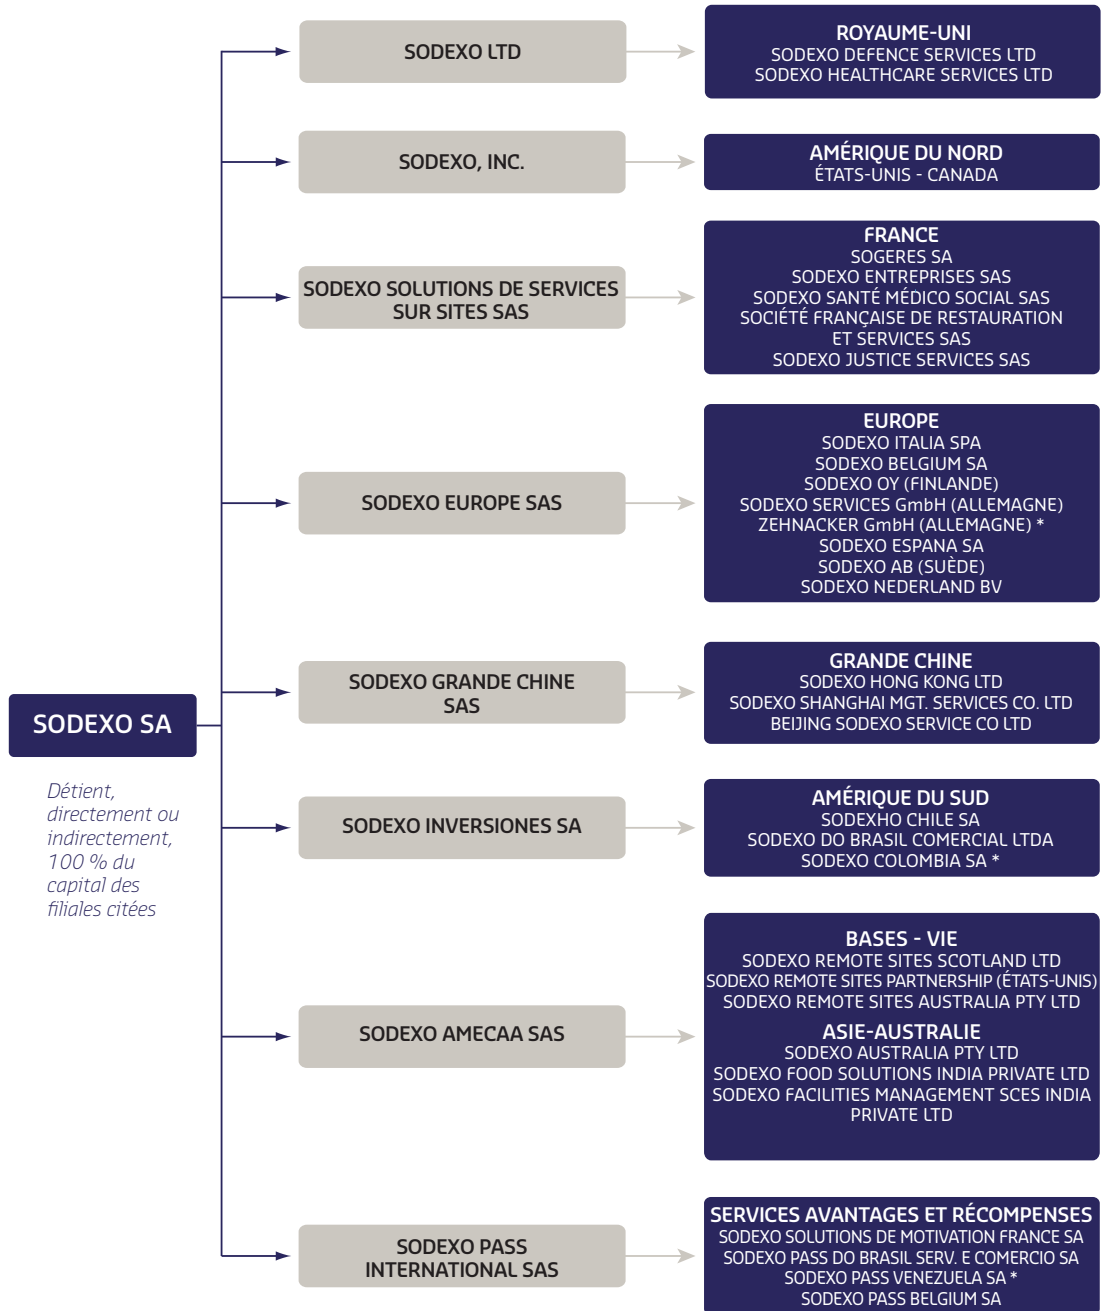 SODEXO SA
Détient,
directement ou
indirectement,
100 % du
capital des
filiales citées
SODEXO LTD
ROYAUME-UNI
SODEXO DEFENCE SERVICES LTD
SODEXO HEALTHCARE SERVICES LTD
SODEXO, INC.
AMÉRIQUE DU NORD
ÉTATS-UNIS - CANADA
SODEXO SOLUTIONS DE SERVICES
SUR SITES SAS
FRANCE
SOGERES SA
SODEXO ENTREPRISES SAS
SODEXO SANTÉ MÉDICO SOCIAL SAS
SOCIÉTÉ FRANÇAISE DE RESTAURATION
ET SERVICES SAS
SODEXO JUSTICE SERVICES SAS
SODEXO EUROPE SAS
EUROPE
SODEXO ITALIA SPA
SODEXO BELGIUM SA
SODEXO OY (FINLANDE)
SODEXO SERVICES GmbH (ALLEMAGNE)
ZEHNACKER GmbH (ALLEMAGNE) *
SODEXO ESPANA SA
SODEXO AB (SUÈDE)
SODEXO NEDERLAND BV
SODEXO GRANDE CHINE
SAS
GRANDE CHINE
SODEXO HONG KONG LTD
SODEXO SHANGHAI MGT. SERVICES CO. LTD
BEIJING SODEXO SERVICE CO LTD
SODEXO INVERSIONES SA
AMÉRIQUE DU SUD
SODEXHO CHILE SA
SODEXO DO BRASIL COMERCIAL LTDA
SODEXO COLOMBIA SA *
SODEXO AMECAA SAS
BASES - VIE
SODEXO REMOTE SITES SCOTLAND LTD
SODEXO REMOTE SITES PARTNERSHIP (ÉTATS-UNIS)
SODEXO REMOTE SITES AUSTRALIA PTY LTD
ASIE-AUSTRALIE
SODEXO AUSTRALIA PTY LTD
SODEXO FOOD SOLUTIONS INDIA PRIVATE LTD
SODEXO FACILITIES MANAGEMENT SCES INDIA
PRIVATE LTD
SODEXO PASS
INTERNATIONAL SAS
SERVICES AVANTAGES ET RÉCOMPENSES
SODEXO SOLUTIONS DE MOTIVATION FRANCE SA
SODEXO PASS DO BRASIL SERV. E COMERCIO SA
SODEXO PASS VENEZUELA SA *
SODEXO PASS BELGIUM SA